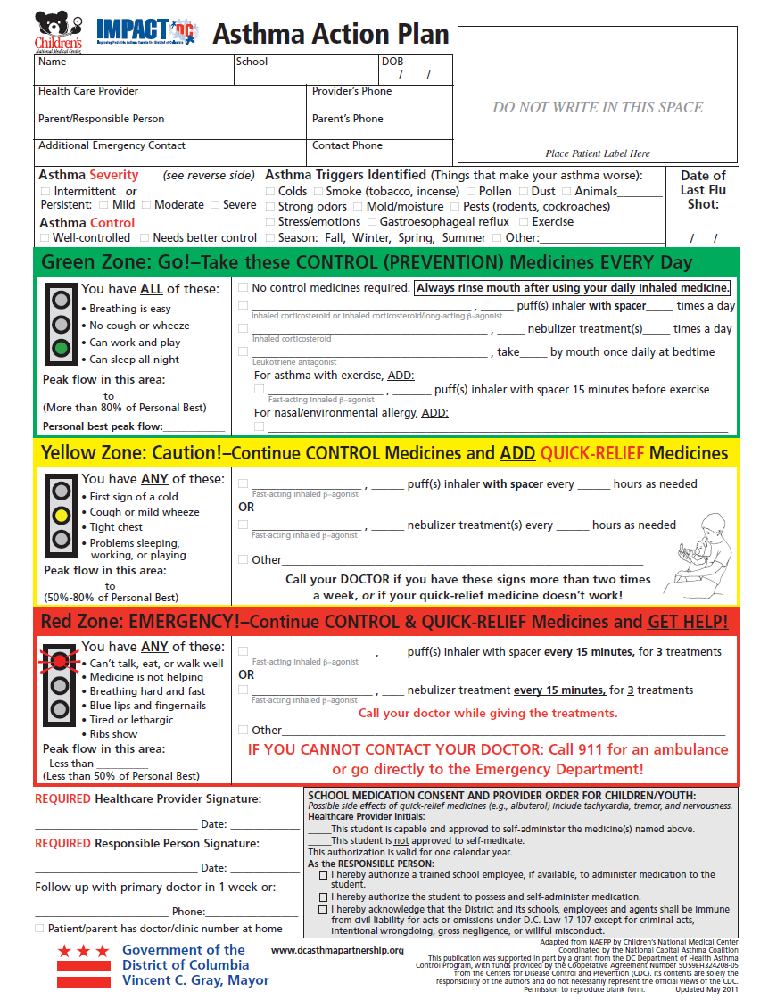 Children's
National Medical Center
IMPACT DC
Improving Pediatric Asthma Care in the District of Columbia
Asthma Action Plan
Name
School
DOB
/ /
Health Care Provider
Provider's Phone
Parent/Responsible Person
Parent's Phone
Additional Emergency Contact
Contact Phone
DO NOT WRITE IN THIS SPACE
Place Patient Label Here
Asthma Severity (see reverse side)
Intermittent or
Persistent: Mild Moderate Severe
Asthma Control
Well-controlled Needs better control
Asthma Triggers Identified (Things that make your asthma worse):
Colds Smoke (tobacco, incense) Pollen Dust Animals_________
Strong odors Mold/moisture Pests (rodents, cockroaches)
Stress/emotions Gastroesophageal reflux Exercise
Season: Fall, Winter, Spring, Summer Other:_________________________
Date of
Last Flu
Shot:
___ /___ /___
Green Zone: Go!–Take these CONTROL (PREVENTION) Medicines EVERY Day
You have ALL of these:
• Breathing is easy
• No cough or wheeze
• Can work and play
• Can sleep all night
Peak flow in this area:
__________ to__________
(More than 80% of Personal Best)
Personal best peak flow:____________
No control medicines required. Always rinse mouth after using your daily inhaled medicine.
____________________________________________ , ______ puff(s) inhaler with spacer_____ times a day
Inhaled corticosteroid or inhaled corticosteroid/long-acting β–agonist
____________________________________________ , _____ nebulizer treatment(s)_____ times a day
Inhaled corticosteroid
____________________________________________ , take_____ by mouth once daily at bedtime
Leukotriene antagonist
For asthma with exercise, ADD:
_____________________ , _______ puff(s) inhaler with spacer 15 minutes before exercise
Fast-acting inhaled β–agonist
For nasal/environmental allergy, ADD:
______________________________________________________________
Yellow Zone: Caution!–Continue CONTROL Medicines and ADD QUICK-RELIEF Medicines
You have ANY of these:
• First sign of a cold
• Cough or mild wheeze
• Tight chest
• Problems sleeping,
working, or playing
Peak flow in this area:
__________ to__________
(50%-80% of Personal Best)
____________________ , ______ puff(s) inhaler with spacer every ______ hours as needed
Fast-acting inhaled β–agonist
OR
____________________ , ______ nebulizer treatment(s) every ______ hours as needed
Fast-acting inhaled β–agonist
Other__________________________________________________
Call your DOCTOR if you have these signs more than two times
a week, or if your quick-relief medicine doesn't work!
Red Zone: EMERGENCY!–Continue CONTROL & QUICK-RELIEF Medicines and GET HELP!
You have ANY of these:
• Can't talk, eat, or walk well
• Medicine is not helping
• Breathing hard and fast
• Blue lips and fingernails
• Tired or lethargic
• Ribs show
Peak flow in this area:
Less than __________
(Less than 50% of Personal Best)
______________________ , ____ puff(s) inhaler with spacer every 15 minutes, for 3 treatments
Fast-acting inhaled β–agonist
OR
______________________ , ____ nebulizer treatment every 15 minutes, for 3 treatments
Fast-acting inhaled β–agonist
Call your doctor while giving the treatments.
Other__________________________________________________
IF YOU CANNOT CONTACT YOUR DOCTOR: Call 911 for an ambulance
or go directly to the Emergency Department!
REQUIRED Healthcare Provider Signature:
______________________________ Date: _____________
REQUIRED Responsible Person Signature:
______________________________ Date: _____________
Follow up with primary doctor in 1 week or:
_________________________ Phone:_________________
Patient/parent has doctor/clinic number at home
SCHOOL MEDICATION CONSENT AND PROVIDER ORDER FOR CHILDREN/YOUTH:
Possible side effects of quick-relief medicines (e.g., albuterol) include tachycardia, tremor, and nervousness.
Healthcare Provider Initials:
_____This student is capable and approved to self-administer the medicine(s) named above.
_____This student is not approved to self-medicate.
This authorization is valid for one calendar year.
As the RESPONSIBLE PERSON:
I hereby authorize a trained school employee, if available, to administer medication to the
student.
I hereby authorize the student to possess and self-administer medication.
I hereby acknowledge that the District and its schools, employees and agents shall be immune
from civil liability for acts or omissions under D.C. Law 17-107 except for criminal acts,
intentional wrongdoing, gross negligence, or willful misconduct.
Government of the
District of Columbia
Vincent C. Gray, Mayor
www.dcasthmapartnership.org
Adapted from NAEPP by Children's National Medical Center
Coordinated by the National Capital Asthma Coalition
This publication was supported in part by a grant from the DC Department of Health Asthma
Control Program, with funds provided by the Cooperative Agreement Number 5U59EH324208-05
from the Centers for Disease Control and Prevention (CDC). Its contents are solely the
responsibility of the authors and do not necessarily represent the official views of the CDC.
Permission to reproduce blank form. Updated May 2011